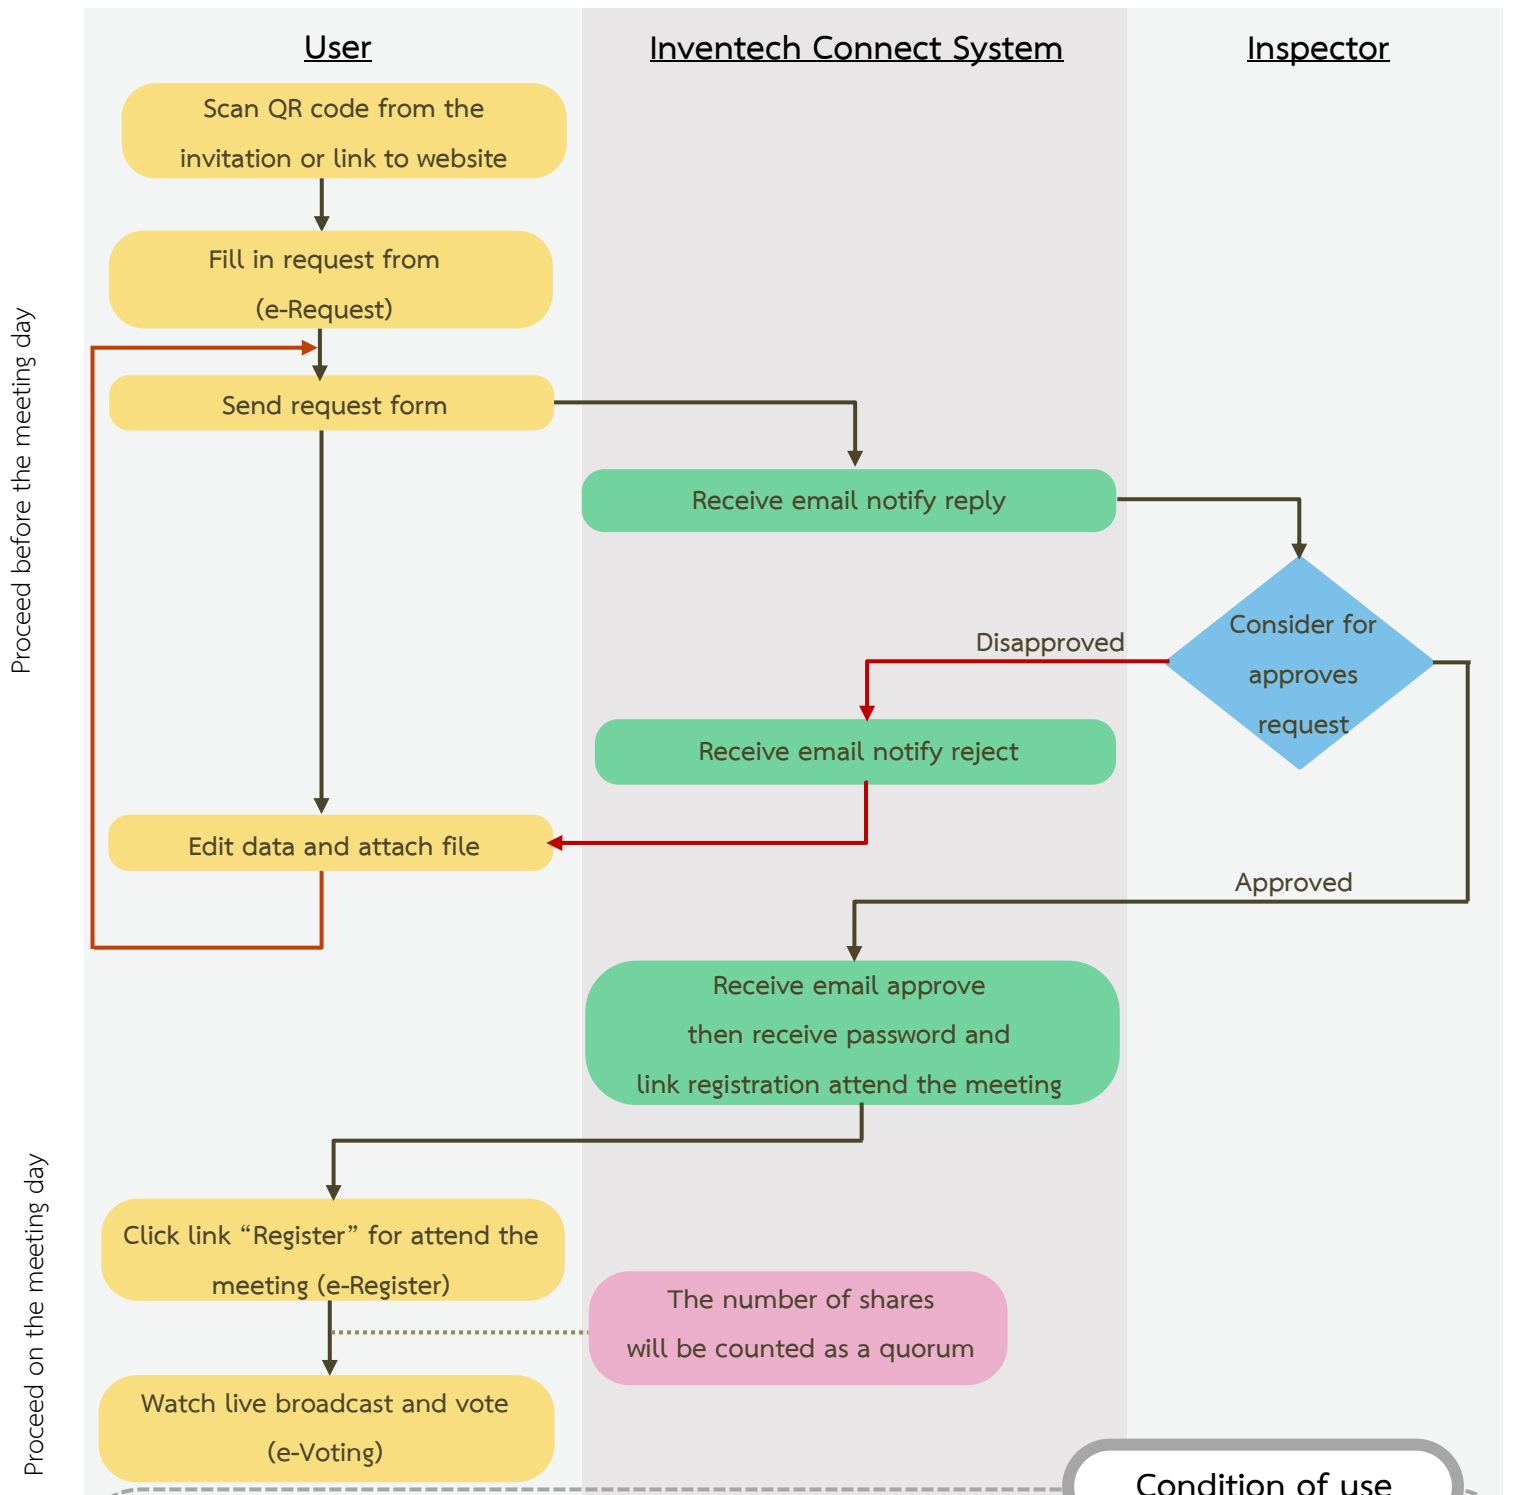 User
Inventech Connect System
Inspector
Scan QR code from the
invitation or link to website
Fill in request from
(e-Request)
Send request form
Receive email notify reply
Consider for
approves
request
Disapproved
Receive email notify reject
Edit data and attach file
Approved
Receive email approve
then receive password and
link registration attend the meeting
Click link “Register” for attend the
meeting (e-Register)
The number of shares
will be counted as a quorum
Watch live broadcast and vote
(e-Voting)
Condition of use
Proceed before the meeting day
Proceed on the meeting day